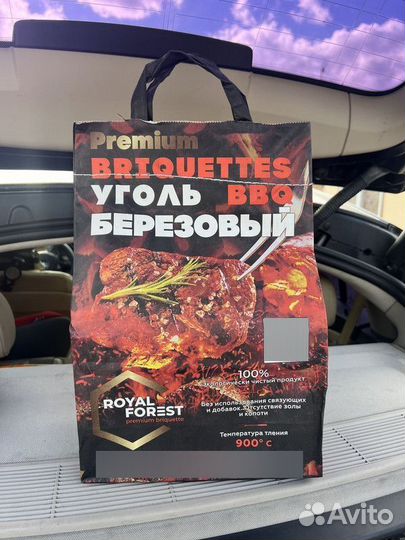 Premium
BRIQUETTES
УГОЛЬ BBQ
БЕРЕЗОВЫЙ
100%
Экологически чистый продукт
ROYAL
FOREST
premium briquette
Без использования связующих
и добавок. Отсутствие золы
и копоти
Температура тления
900° с
Avito